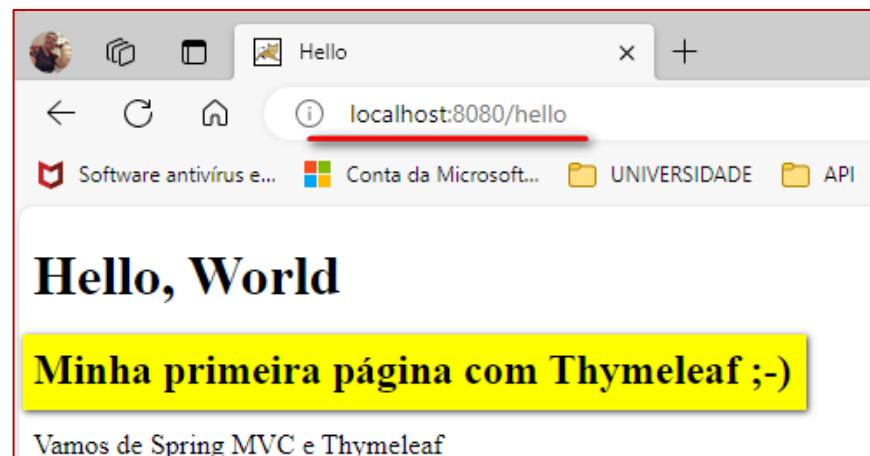 Hello
localhost:8080/hello
Software antivírus e... Conta da Microsoft... UNIVERSIDADE API
Hello, World
Minha primeira página com Thymeleaf ;-)
Vamos de Spring MVC e Thymeleaf